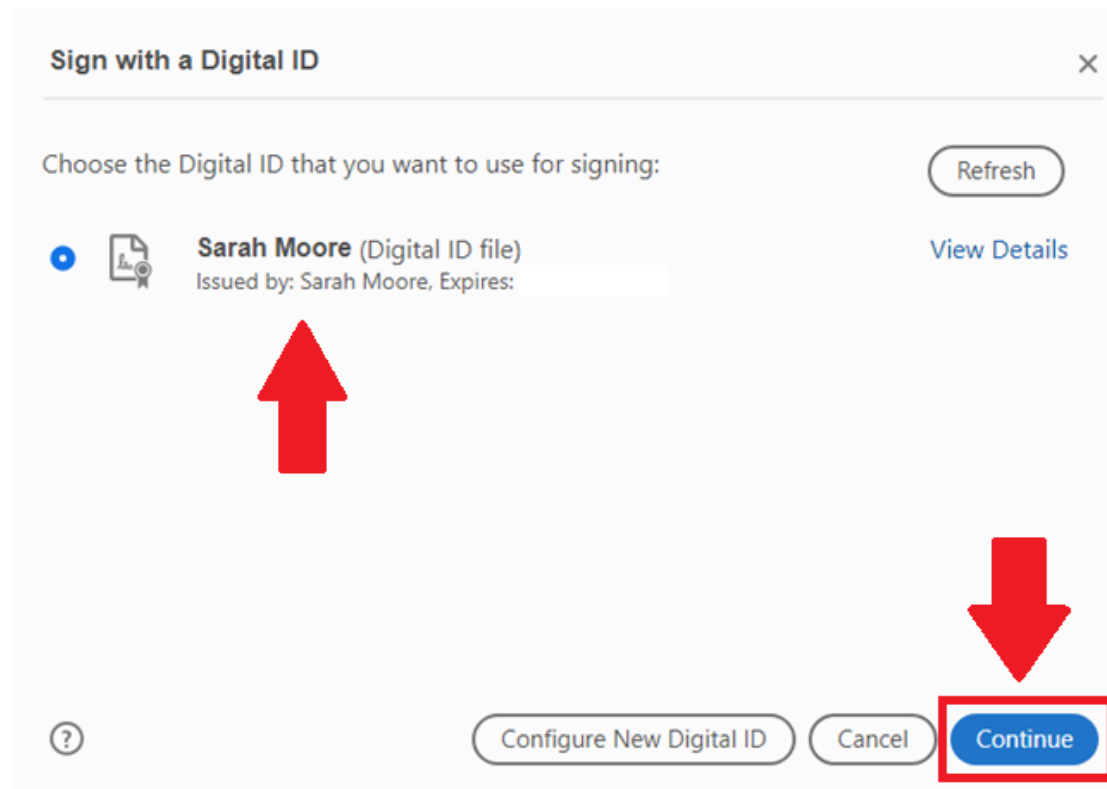 Sign with a Digital ID
Choose the Digital ID that you want to use for signing:
Refresh
Sarah Moore (Digital ID file)
View Details
Issued by: Sarah Moore, Expires:
?
Configure New Digital ID
Cancel
Continue